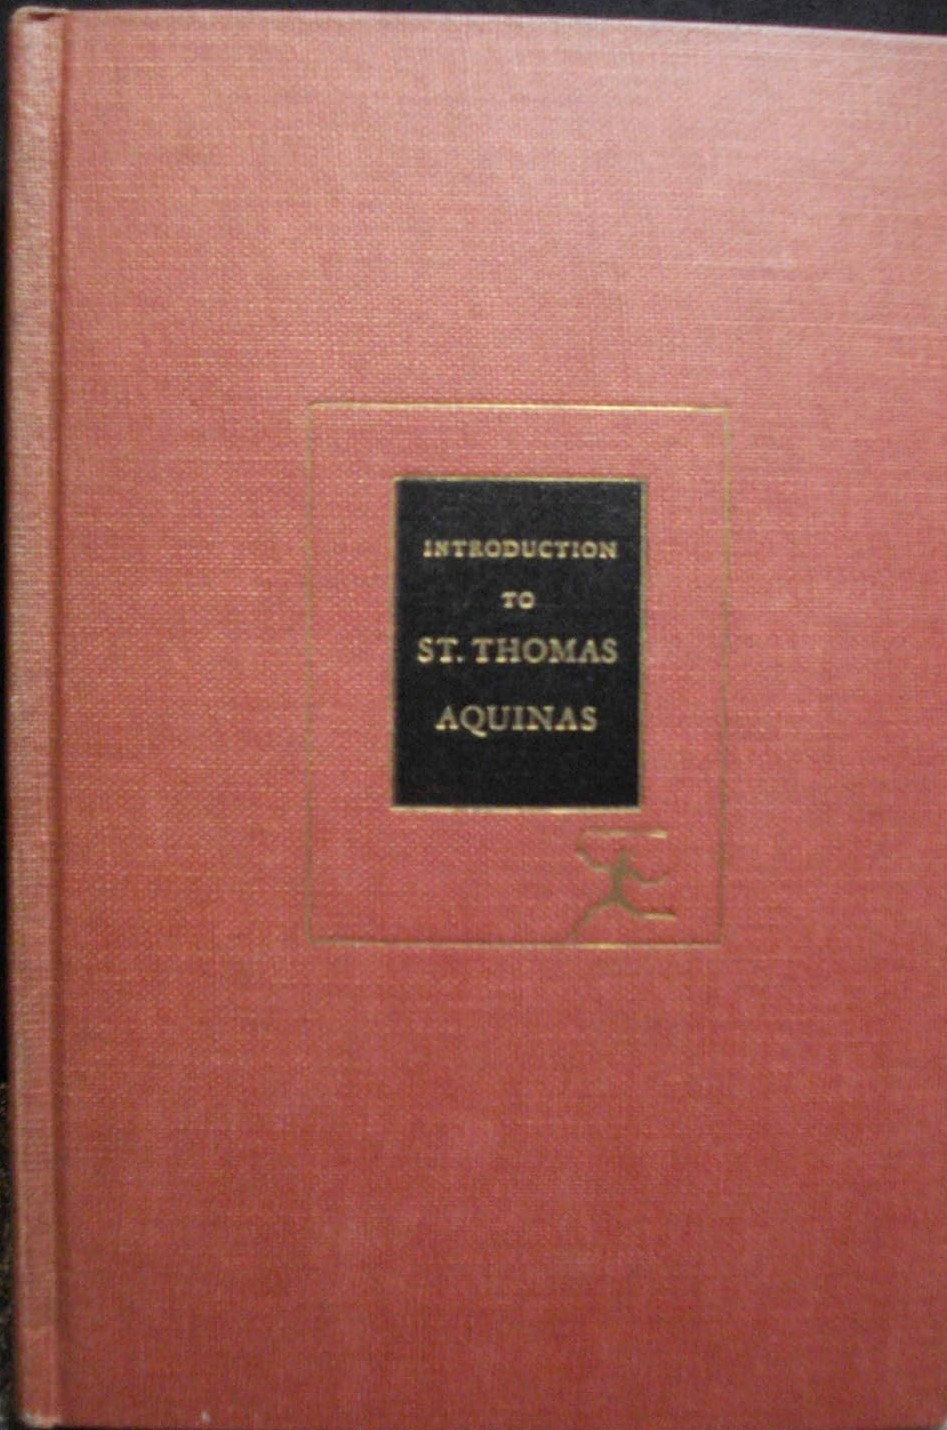 INTRODUCTION
TO
ST. THOMAS
AQUINAS